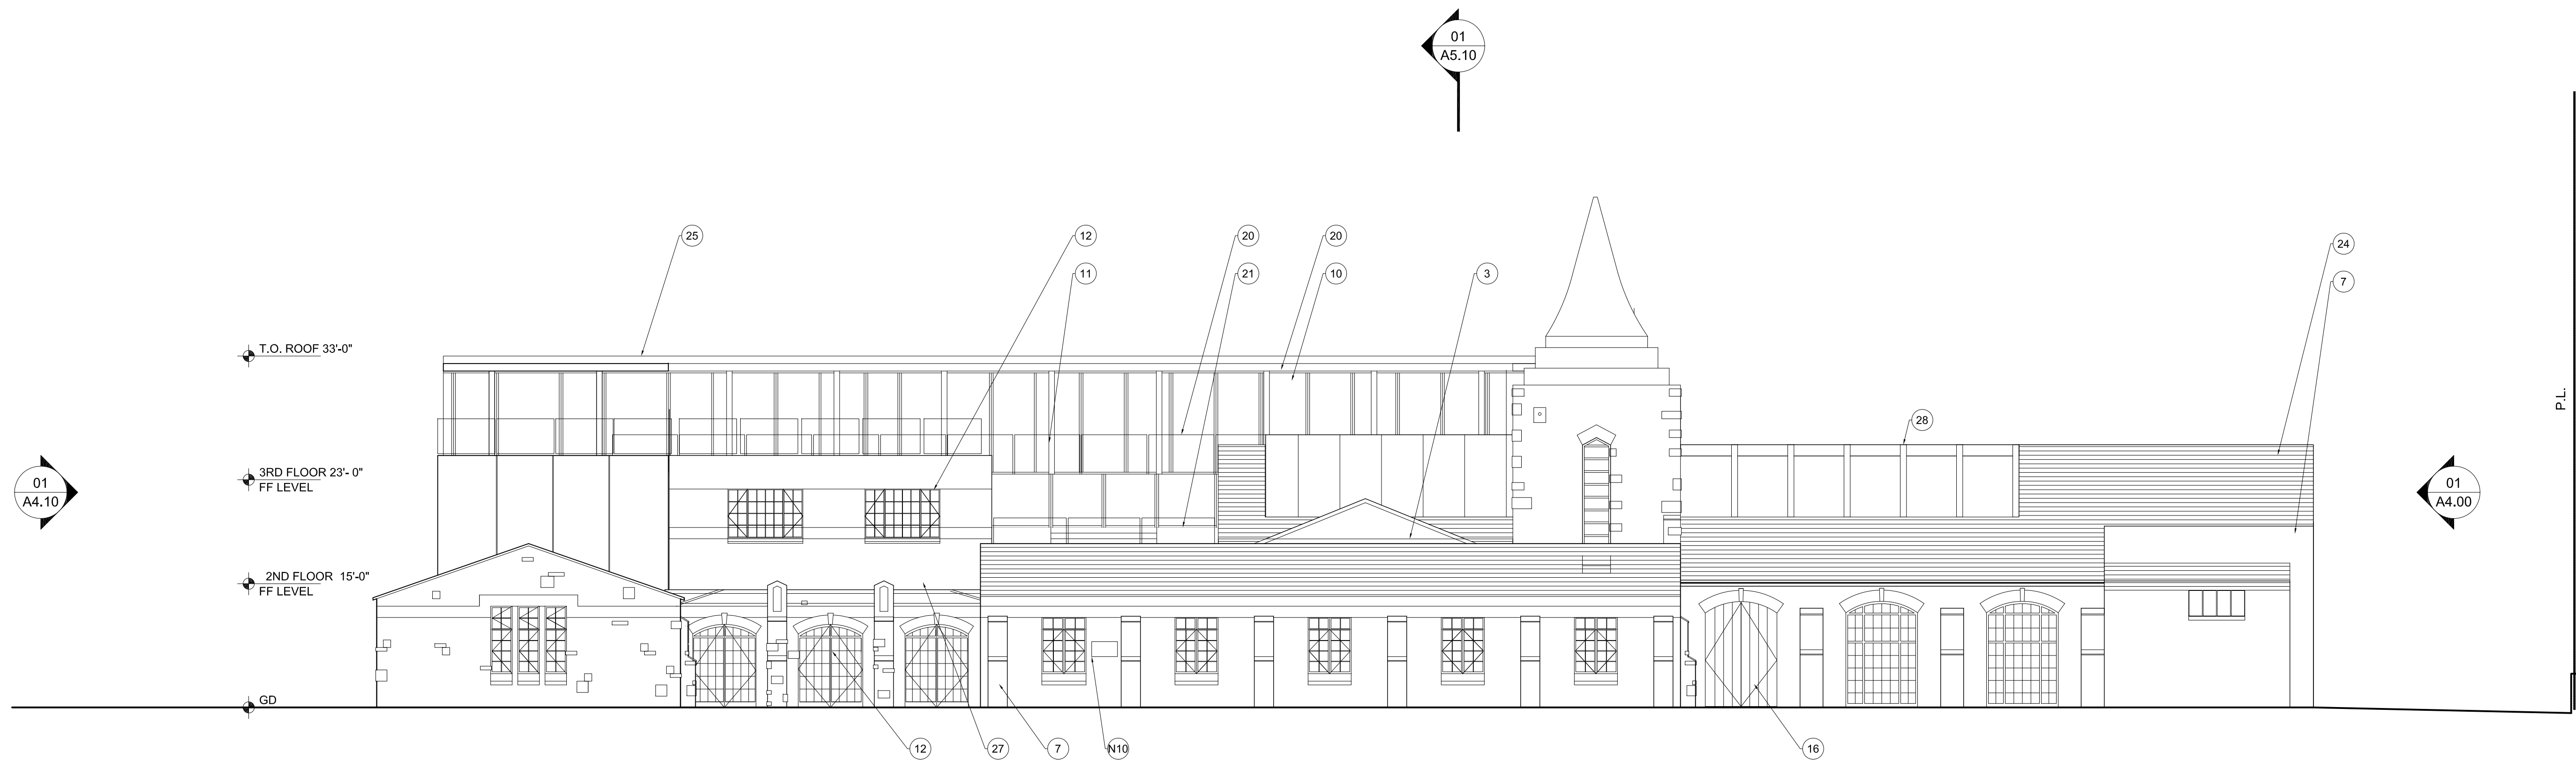 01
A5.10
25
12
20
20
24
11
21
10
3
7
T.O. ROOF 33'-0"
P.L.
28
3RD FLOOR 23'- 0"
FF LEVEL
01
A4.10
01
A4.00
2ND FLOOR 15'-0"
FF LEVEL
GD
12
27
7
N10
16